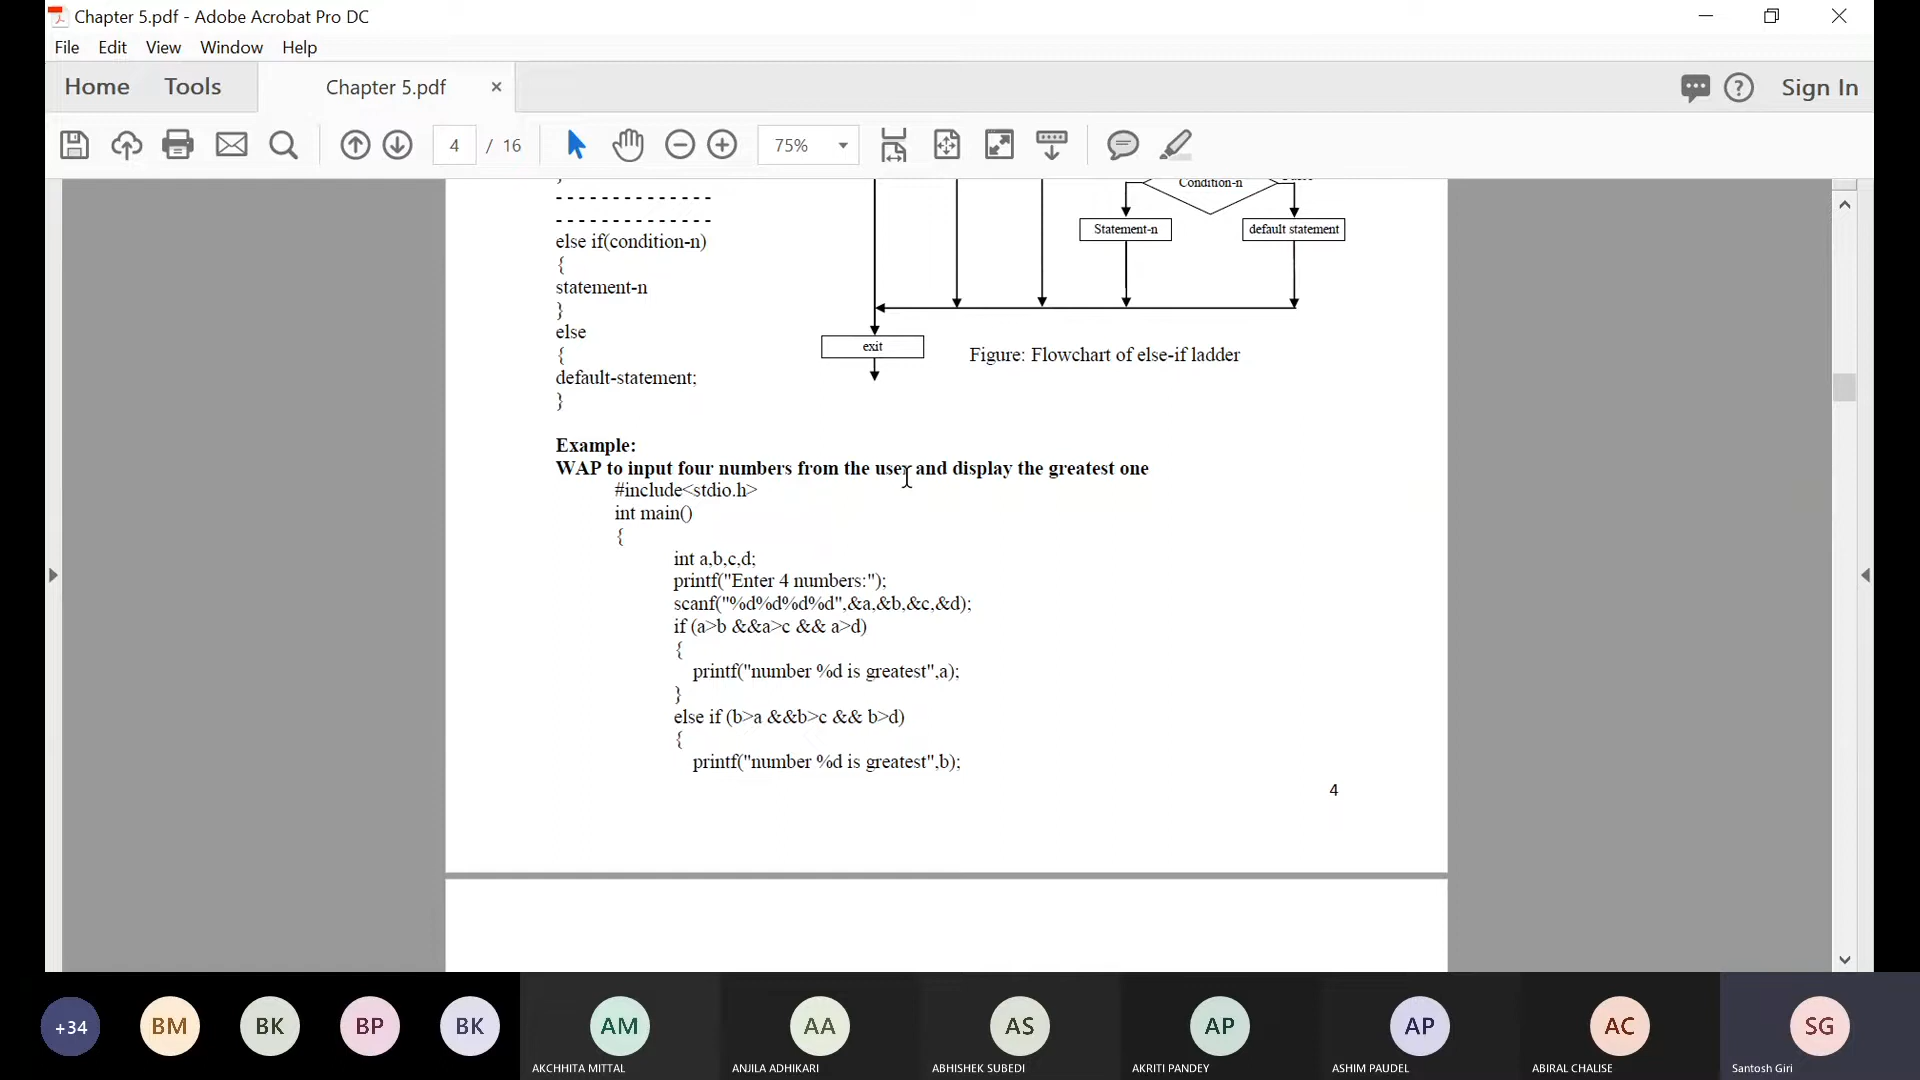 Chapter 5.pdf - Adobe Acrobat Pro DC
File Edit View Window Help
Home Tools Chapter 5.pdf × Sign In
4 / 16 75%
}
- - - - - - - - - - - - - -
- - - - - - - - - - - - - -
else if(condition-n)
{
statement-n
}
else
{
default-statement;
}
Condition-n
Statement-n default statement
exit
Figure: Flowchart of else-if ladder
Example:
WAP to input four numbers from the user and display the greatest one
#include<stdio.h>
int main()
{
int a,b,c,d;
printf("Enter 4 numbers:");
scanf("%d%d%d%d",&a,&b,&c,&d);
if (a>b &&a>c && a>d)
{
printf("number %d is greatest",a);
}
else if (b>a &&b>c && b>d)
{
printf("number %d is greatest",b);
4
+34 BM BK BP BK AM AA AS AP AP AC SG
AKCHHITA MITTAL ANJILA ADHIKARI ABHISHEK SUBEDI AKRITI PANDEY ASHIM PAUDEL ABIRAL CHALISE Santosh Giri